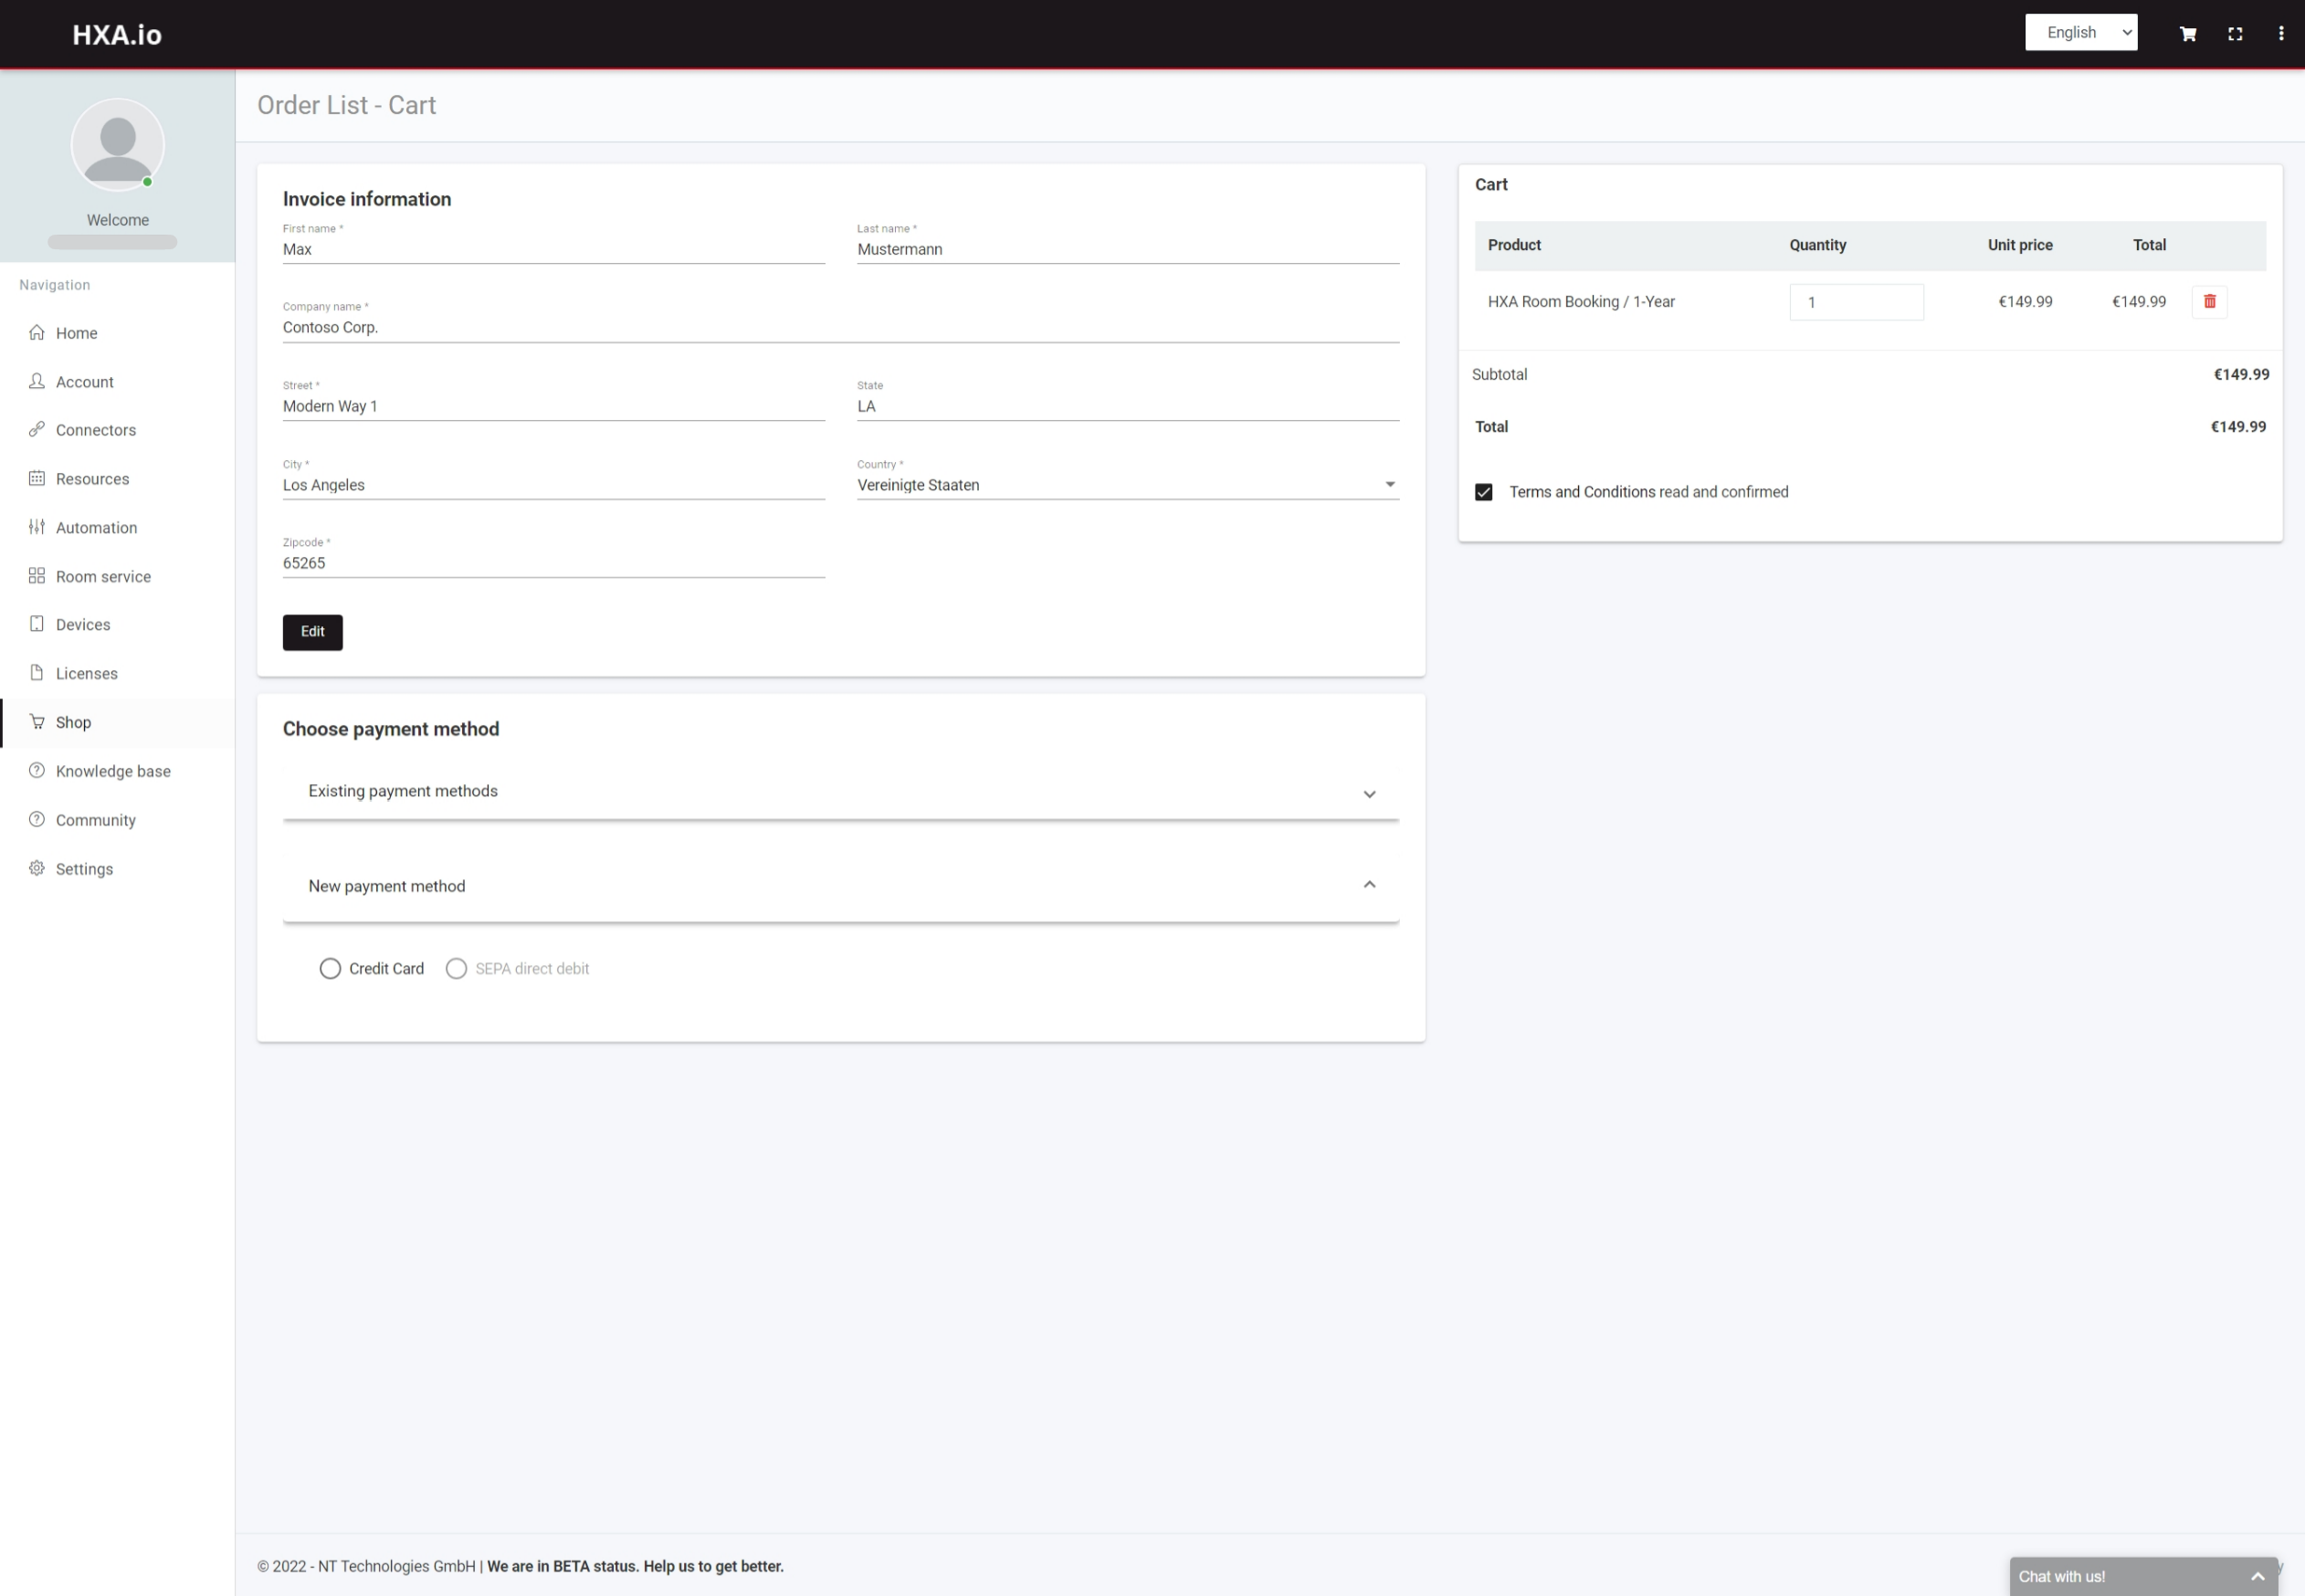 HXA.io
English
Welcome
Navigation
Home
Account
Connectors
Resources
Automation
Room service
Devices
Licenses
Shop
Knowledge base
Community
Settings
Order List - Cart
Invoice information
First name *
Max
Last name *
Mustermann
Company name *
Contoso Corp.
Street *
Modern Way 1
State
LA
City *
Los Angeles
Country *
Vereinigte Staaten
Zipcode *
65265
Edit
Choose payment method
Existing payment methods
New payment method
Credit Card
SEPA direct debit
Cart
Product Quantity Unit price Total
HXA Room Booking / 1-Year 1 €149.99 €149.99
Subtotal €149.99
Total €149.99
Terms and Conditions read and confirmed
© 2022 - NT Technologies GmbH | We are in BETA status. Help us to get better.
Chat with us!